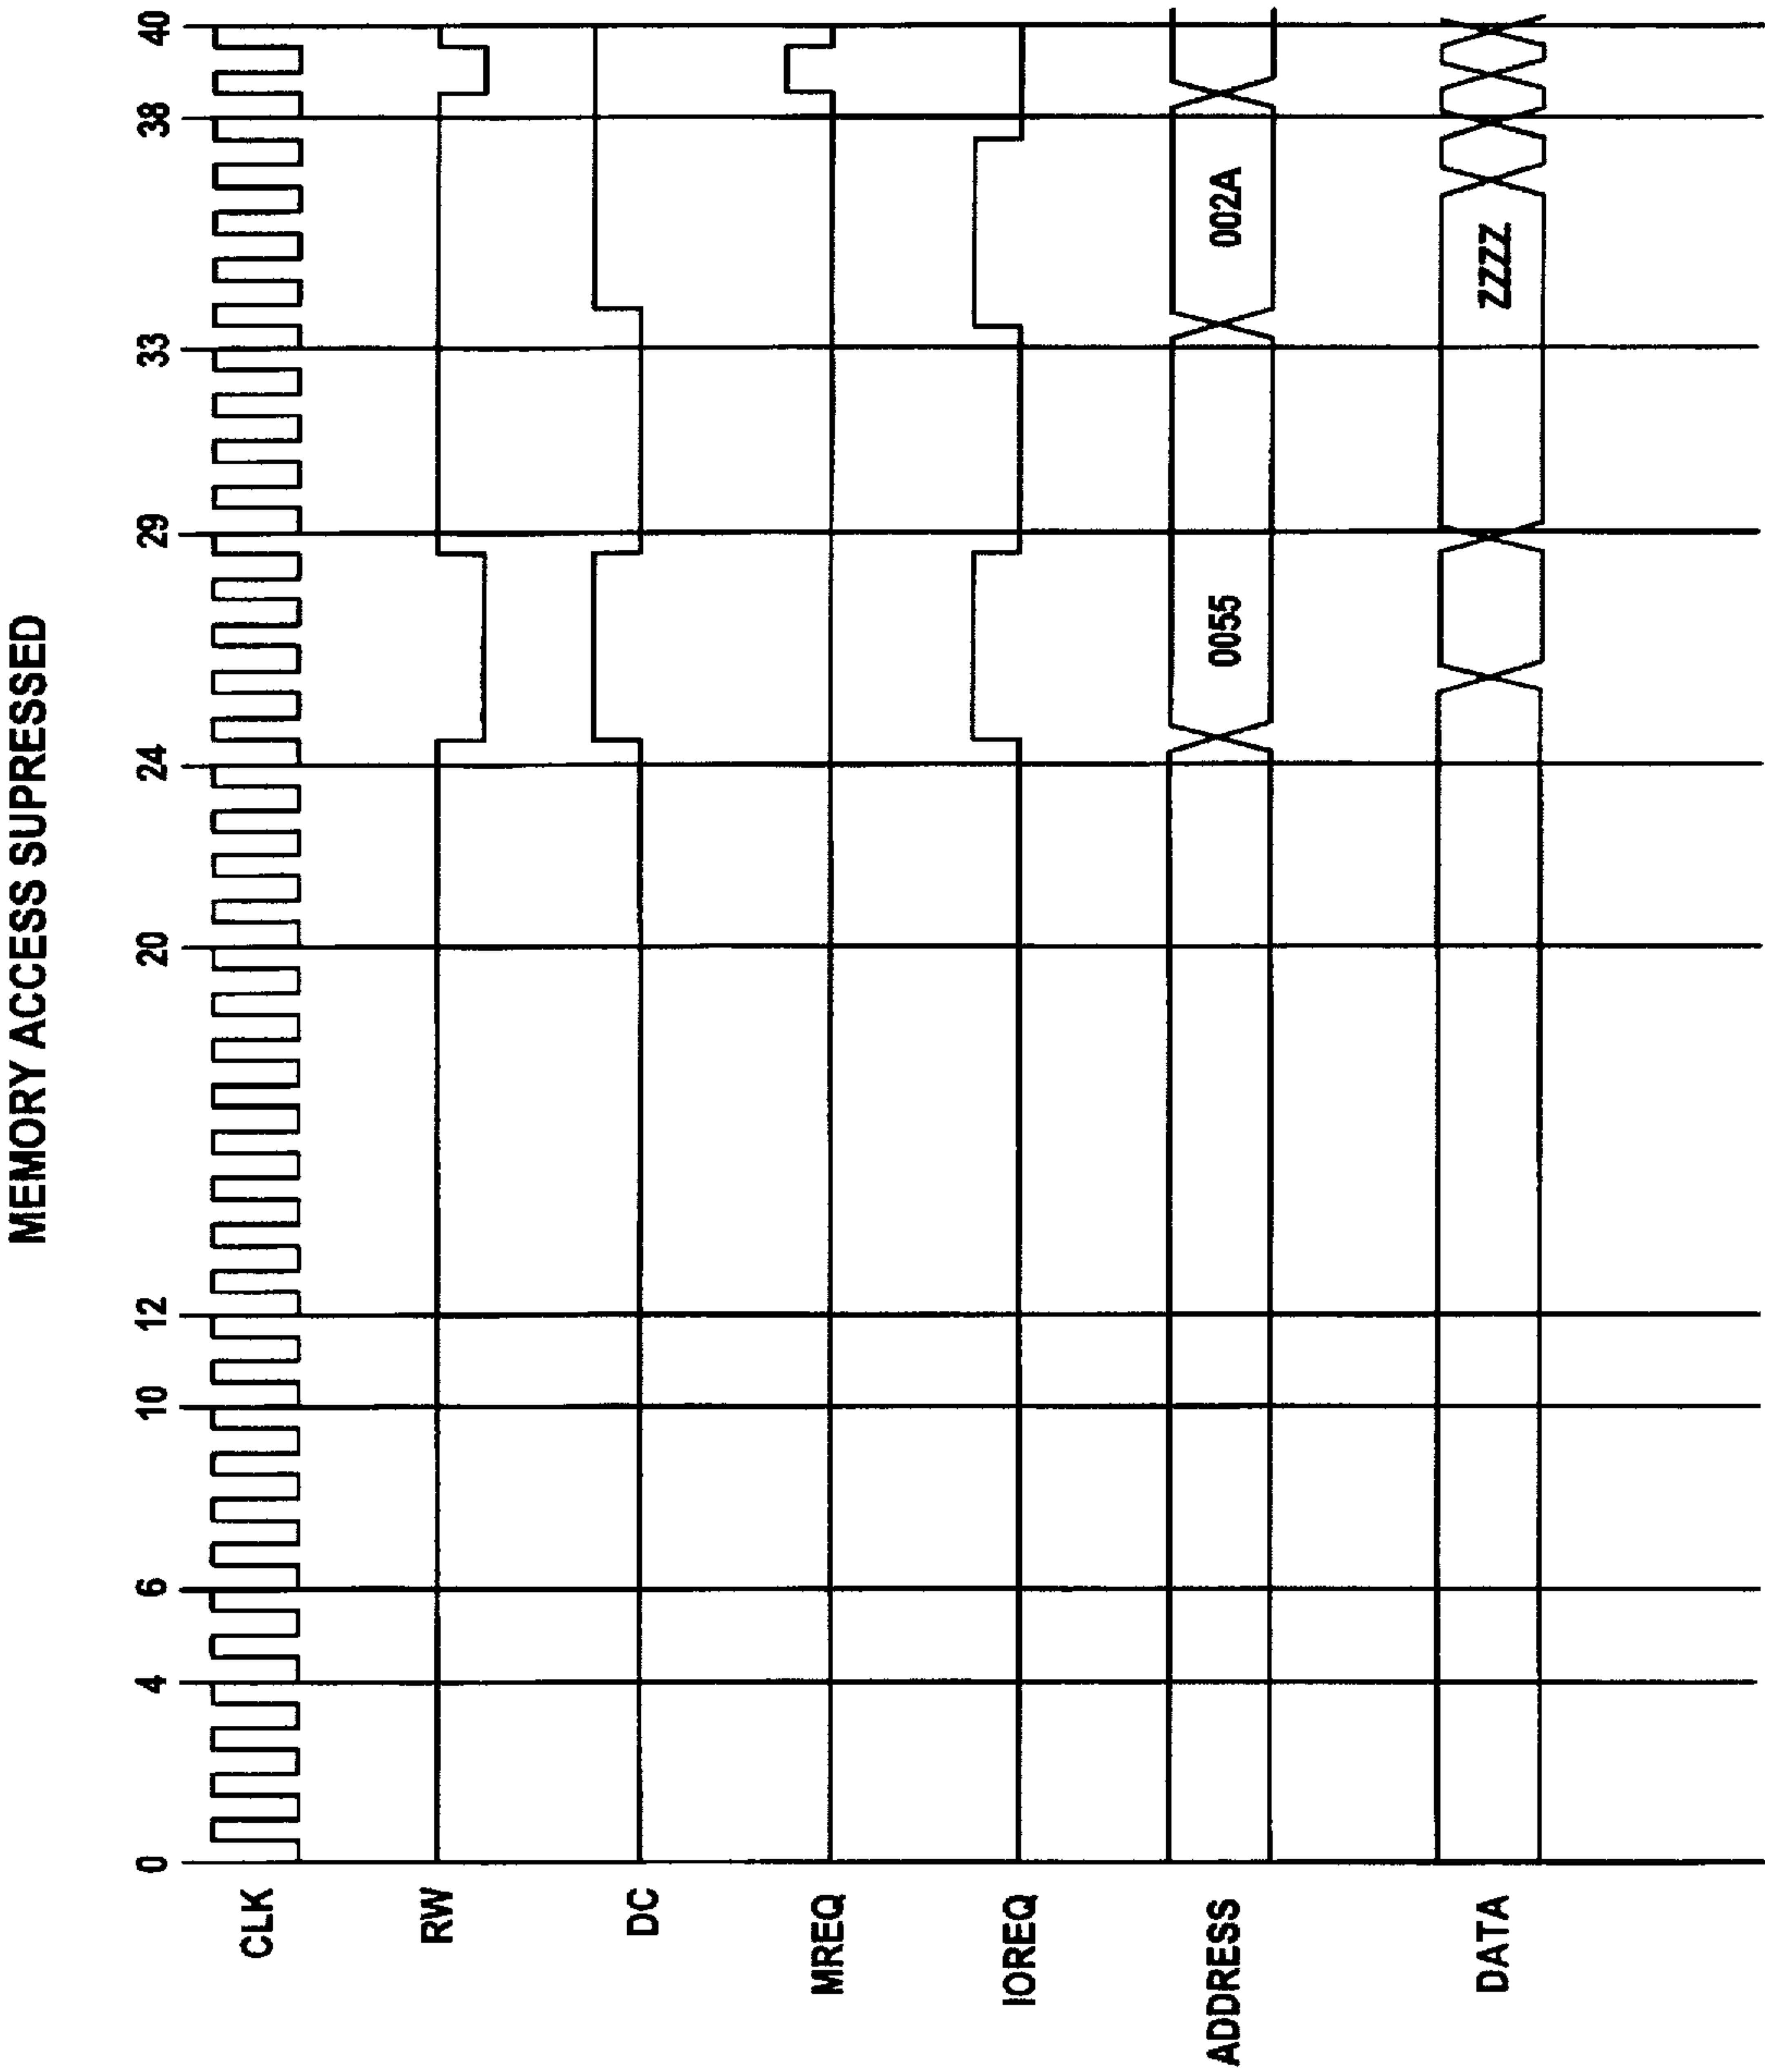 MEMORY ACCESS SUPRESSED
0 4 6 10 12 20 24 29 33 38 40
CLK
RW
DC
MREQ
IOREQ
ADDRESS 0055 002A
DATA ZZZZ